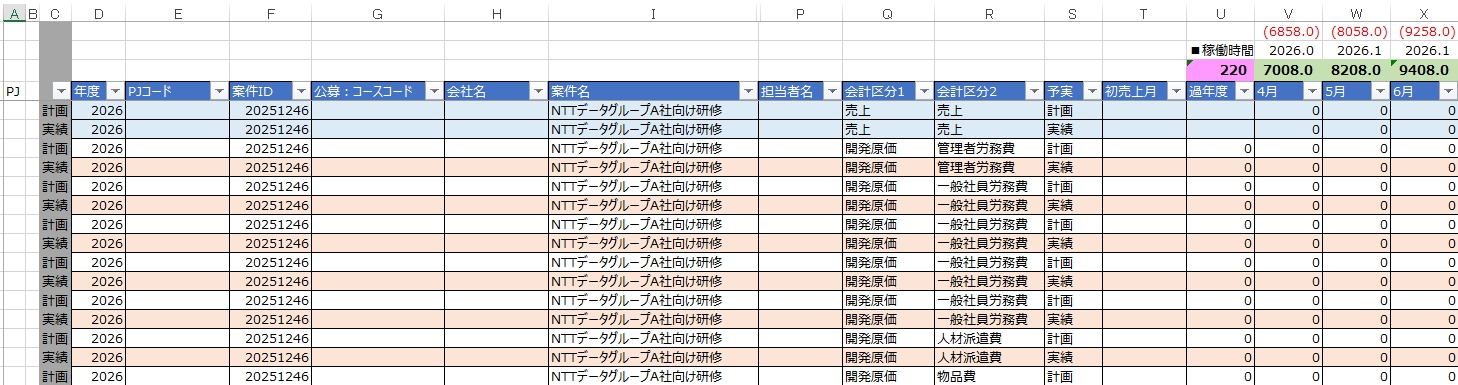 A B C D E F G H I P Q R S T U V W X
(6858.0) (8058.0) (9258.0)
■稼働時間 2026.0 2026.1 2026.1
220 7008.0 8208.0 9408.0
PJ 年度 PJコード 案件ID 公募：コースコード 会社名 案件名 担当者名 会計区分1 会計区分2 予実 初売上月 過年度 4月 5月 6月
計画 2026 20251246 NTTデータグループA社向け研修 売上 売上 計画 0 0 0
実績 2026 20251246 NTTデータグループA社向け研修 売上 売上 実績 0 0 0
計画 2026 20251246 NTTデータグループA社向け研修 開発原価 管理者労務費 計画 0 0 0 0
実績 2026 20251246 NTTデータグループA社向け研修 開発原価 管理者労務費 実績 0 0 0 0
計画 2026 20251246 NTTデータグループA社向け研修 開発原価 一般社員労務費 計画 0 0 0 0
実績 2026 20251246 NTTデータグループA社向け研修 開発原価 一般社員労務費 実績 0 0 0 0
計画 2026 20251246 NTTデータグループA社向け研修 開発原価 一般社員労務費 計画 0 0 0 0
実績 2026 20251246 NTTデータグループA社向け研修 開発原価 一般社員労務費 実績 0 0 0 0
計画 2026 20251246 NTTデータグループA社向け研修 開発原価 一般社員労務費 計画 0 0 0 0
実績 2026 20251246 NTTデータグループA社向け研修 開発原価 一般社員労務費 実績 0 0 0 0
計画 2026 20251246 NTTデータグループA社向け研修 開発原価 一般社員労務費 計画 0 0 0 0
実績 2026 20251246 NTTデータグループA社向け研修 開発原価 一般社員労務費 実績 0 0 0 0
計画 2026 20251246 NTTデータグループA社向け研修 開発原価 人材派遣費 計画 0 0 0 0
実績 2026 20251246 NTTデータグループA社向け研修 開発原価 人材派遣費 実績 0 0 0 0
計画 2026 20251246 NTTデータグループA社向け研修 開発原価 物品費 計画 0 0 0 0